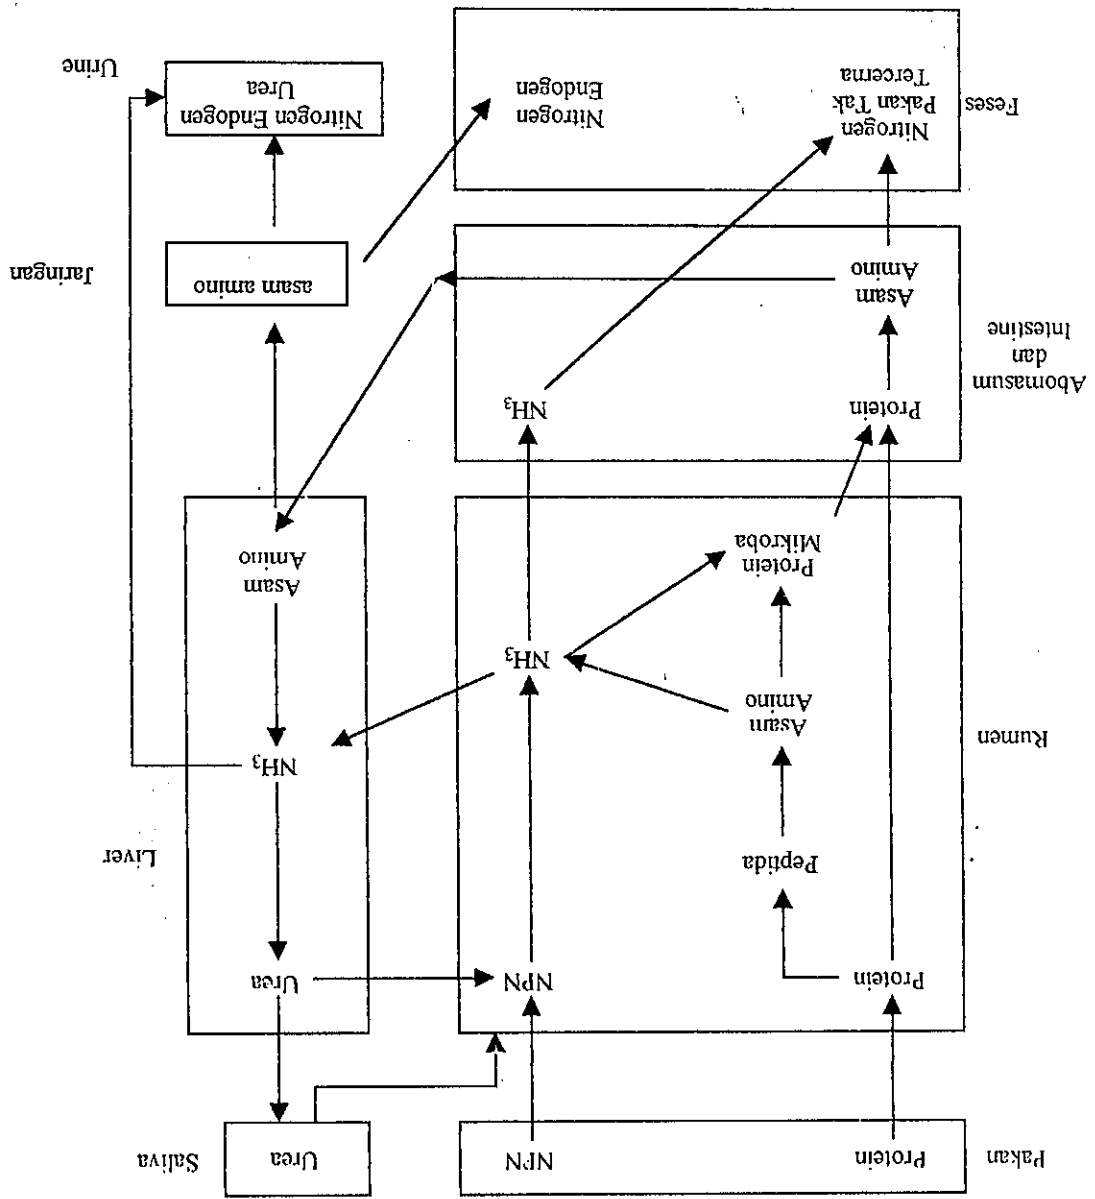 Pakan
Protein
NPN
Urea
Saliva
Protein
NPN
Urea
Peptida
Liver
Rumen
Asam
Amino
NH₃
NH₃
Protein
Mikroba
Asam
Amino
Abomasum
dan
Intestine
Protein
NH₃
Asam
Amino
asam amino
Jaringan
Feses
Nitrogen
Pakan Tak
Tercerna
Nitrogen
Endogen
Nitrogen Endogen
Urea
Urine